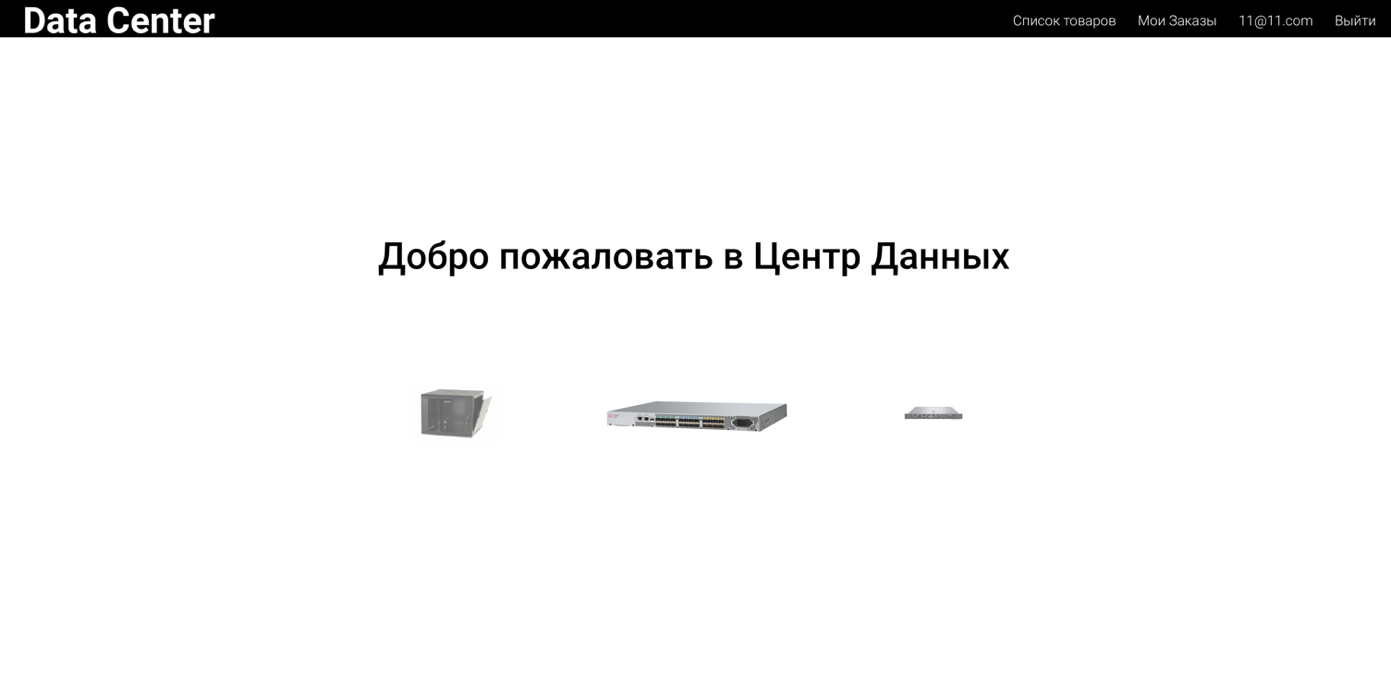 Data Center
Список товаров Мои Заказы 11@11.com Выйти
Добро пожаловать в Центр Данных